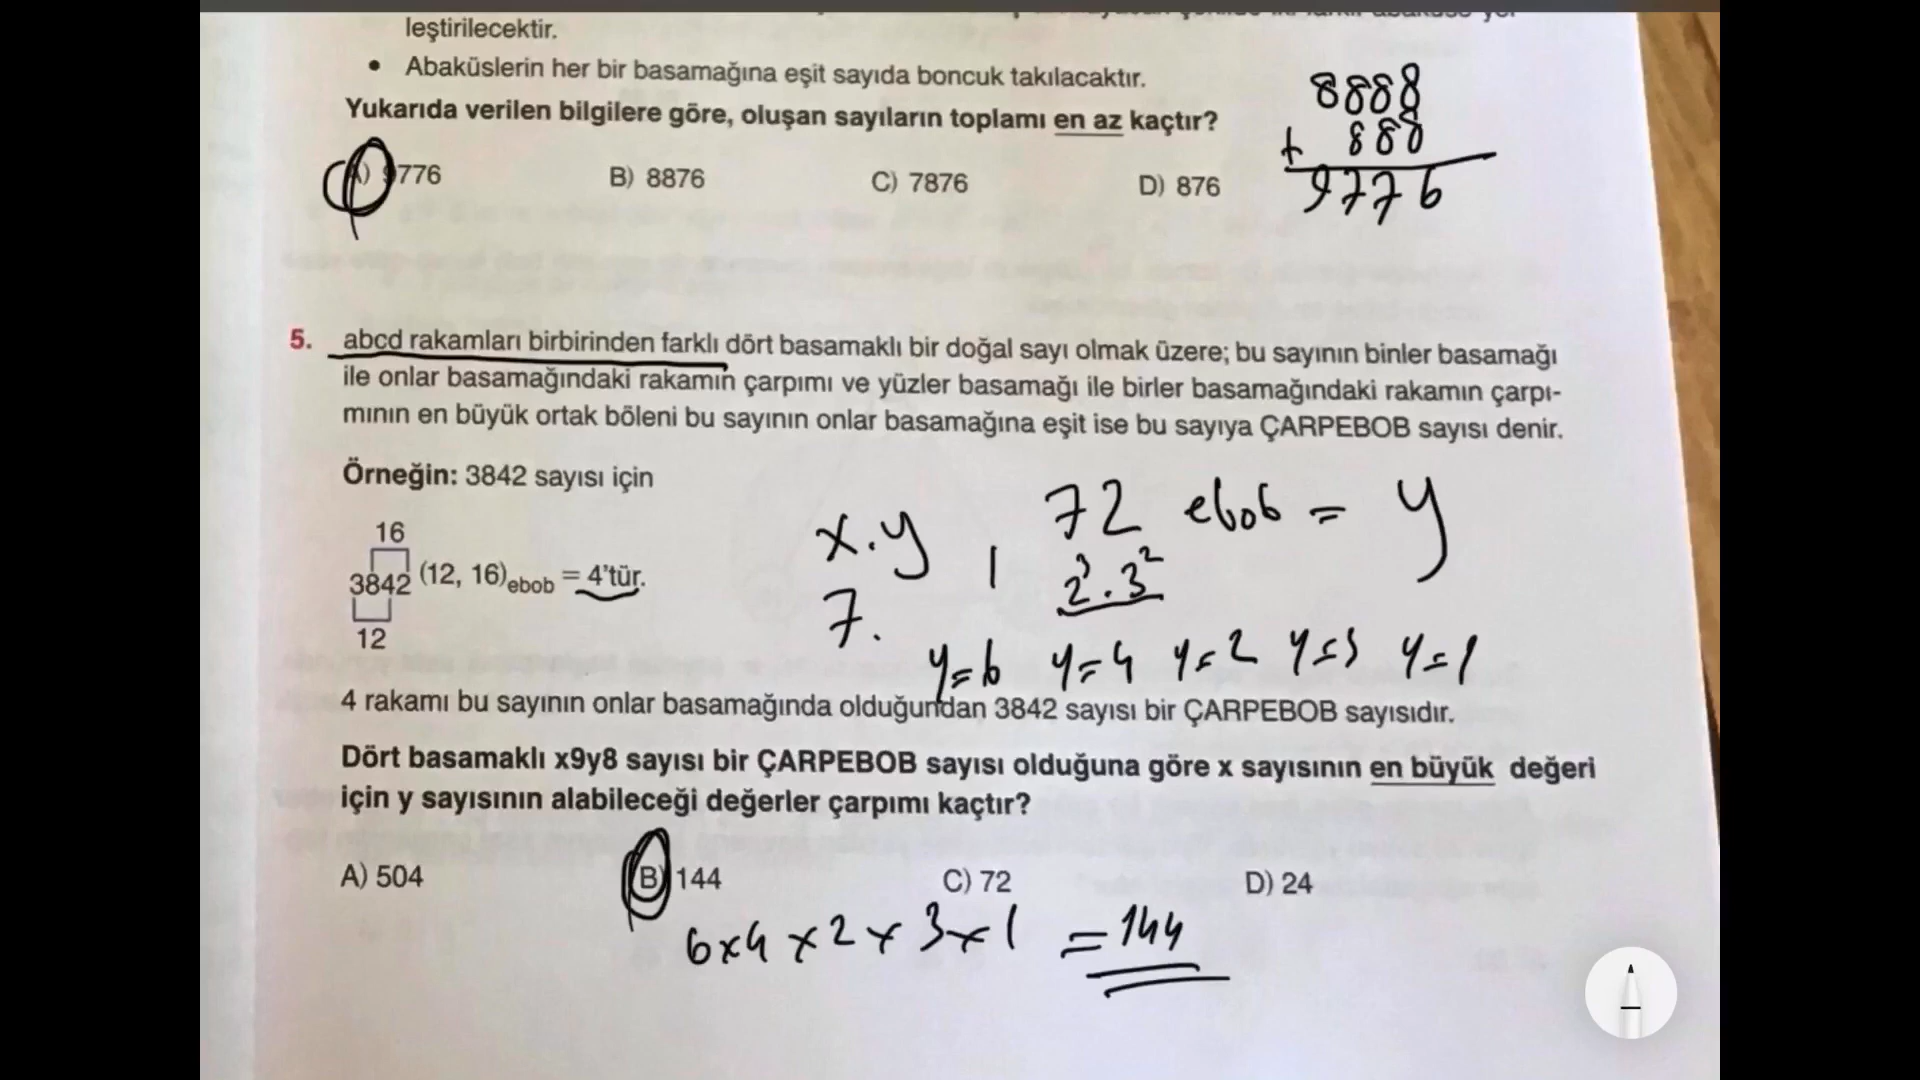 leştirilecektir.
• Abaküslerin her bir basamağına eşit sayıda boncuk takılacaktır.
Yukarıda verilen bilgilere göre, oluşan sayıların toplamı en az kaçtır?
A) 9776 B) 8876 C) 7876 D) 876
8888
+ 888
9776
5. abcd rakamları birbirinden farklı dört basamaklı bir doğal sayı olmak üzere; bu sayının binler basamağı
ile onlar basamağındaki rakamın çarpımı ve yüzler basamağı ile birler basamağındaki rakamın çarpı-
mının en büyük ortak böleni bu sayının onlar basamağına eşit ise bu sayıya ÇARPEBOB sayısı denir.
Örneğin: 3842 sayısı için
16
3842 (12, 16)ebob = 4'tür.
12
x.y , 72 ebob = y
7. 2³.3²
y=6 y=4 y=2 y=3 y=1
4 rakamı bu sayının onlar basamağında olduğundan 3842 sayısı bir ÇARPEBOB sayısıdır.
Dört basamaklı x9y8 sayısı bir ÇARPEBOB sayısı olduğuna göre x sayısının en büyük değeri
için y sayısının alabileceği değerler çarpımı kaçtır?
A) 504 B) 144 C) 72 D) 24
6x4x2x3x1 = 144